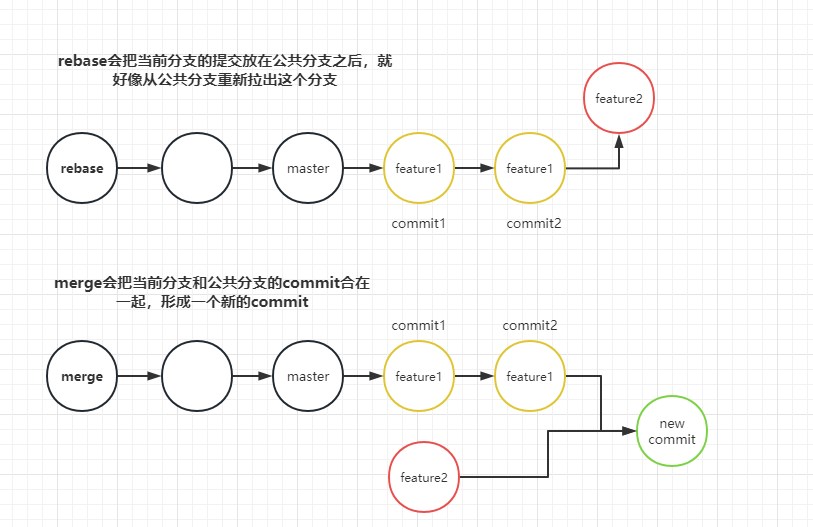 rebase会把当前分支的提交放在公共分支之后，就
好像从公共分支重新拉出这个分支
feature2
rebase
master
feature1
feature1
commit1
commit2
merge会把当前分支和公共分支的commit合在
一起，形成一个新的commit
commit1
commit2
merge
master
feature1
feature1
new
commit
feature2